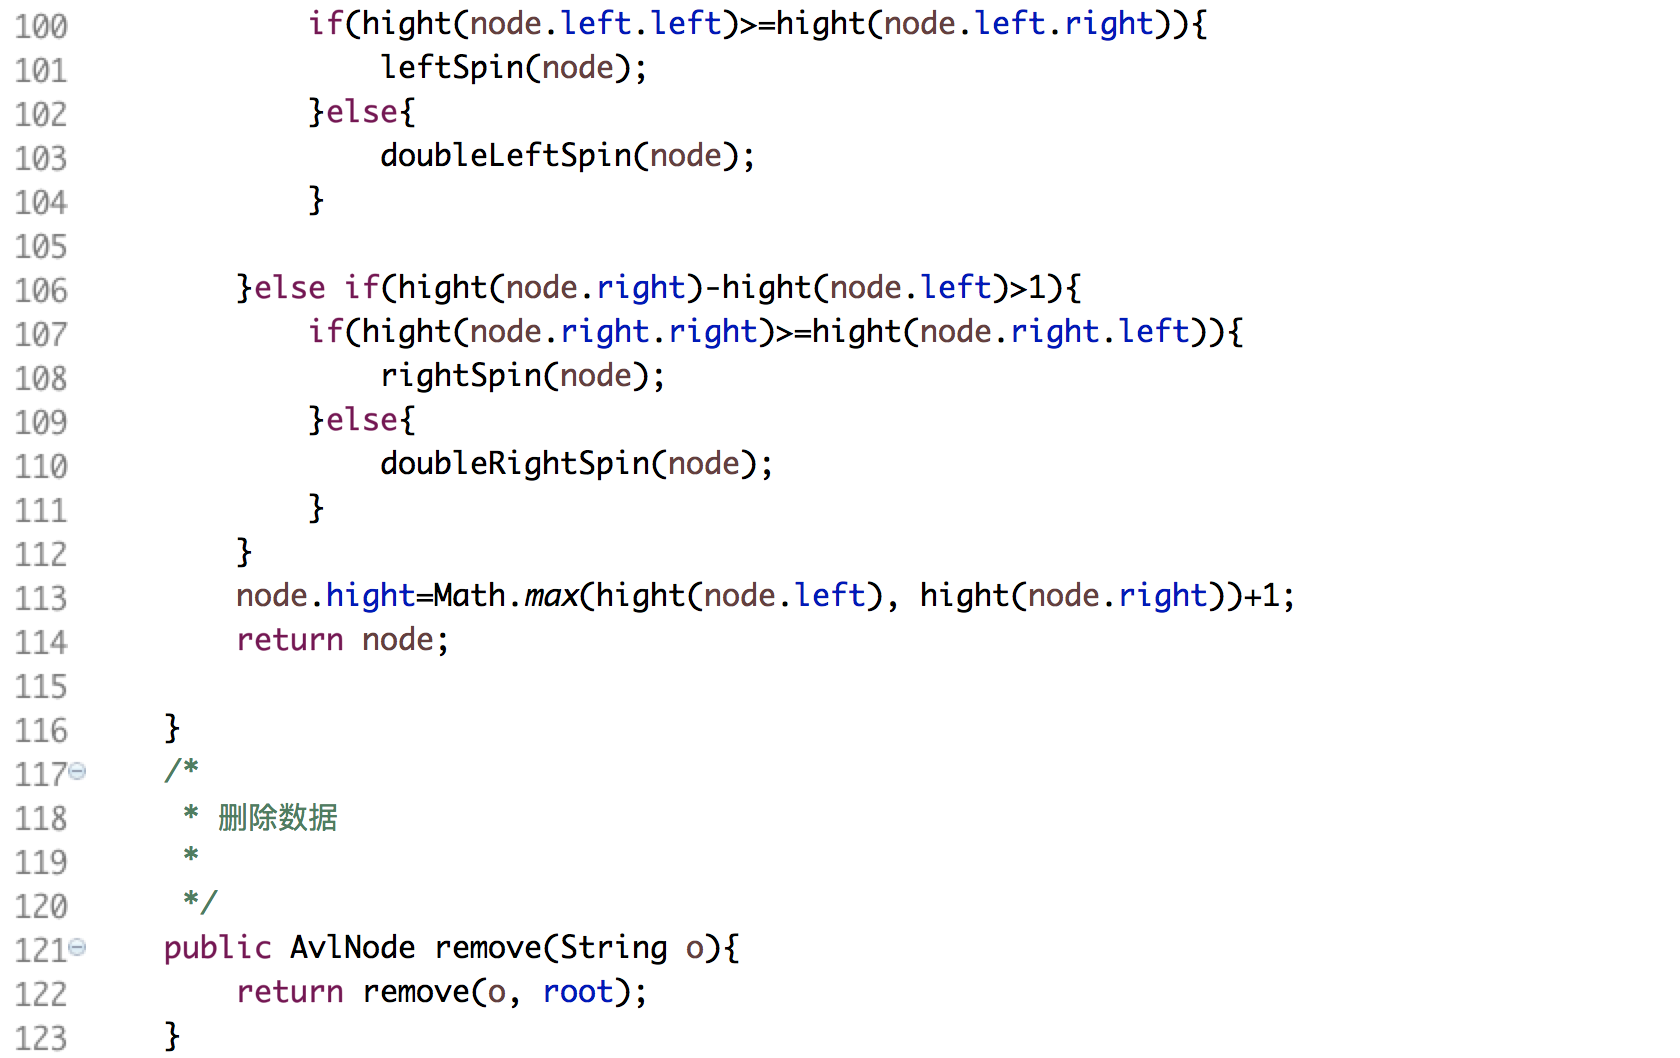 100 if(hight(node.left.left)>=hight(node.left.right)){
101 leftSpin(node);
102 }else{
103 doubleLeftSpin(node);
104 }
105
106 }else if(hight(node.right)-hight(node.left)>1){
107 if(hight(node.right.right)>=hight(node.right.left)){
108 rightSpin(node);
109 }else{
110 doubleRightSpin(node);
111 }
112 }
113 node.hight=Math.max(hight(node.left), hight(node.right))+1;
114 return node;
115
116 }
117 /*
118 * 删除数据
119 *
120 */
121 public AvlNode remove(String o){
122 return remove(o, root);
123 }